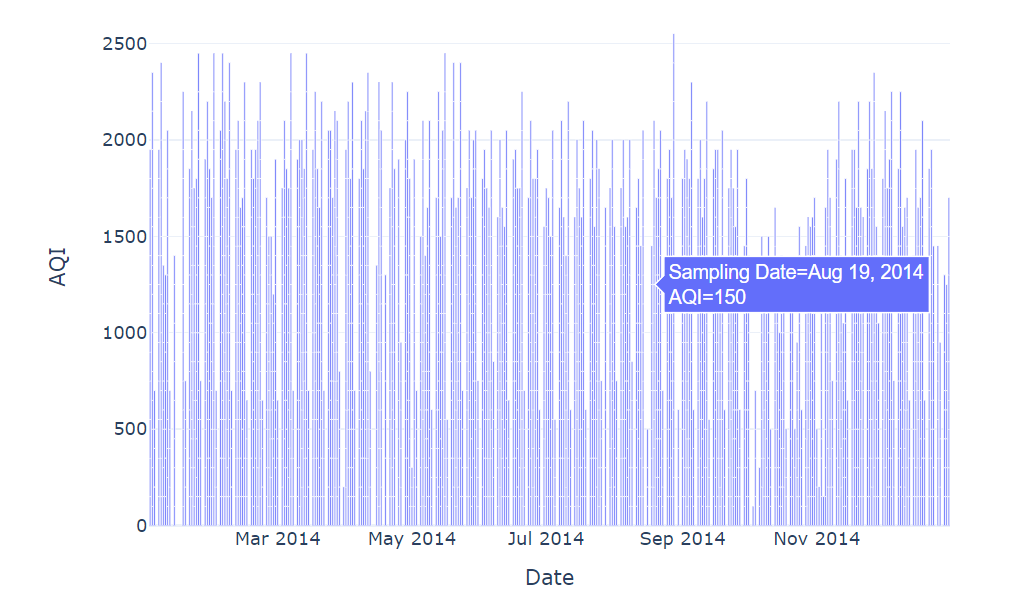 2500
2000
1500
1000
500
0
AQI
Sampling Date=Aug 19, 2014
AQI=150
Mar 2014
May 2014
Jul 2014
Sep 2014
Nov 2014
Date